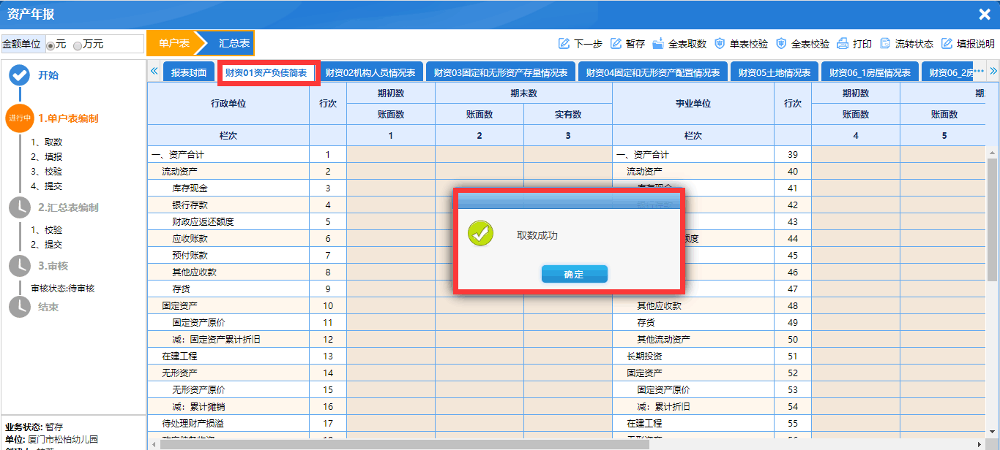 资产年报
金额单位 元 万元
单户表 汇总表
下一步 暂存 全表取数 单表校验 全表校验 打印 流转状态 填报说明
开始
进行中 1.单户表编制
1、取数
2、填报
3、校验
4、提交
2.汇总表编制
1、校验
2、提交
3.审核
审核状态:待审核
结束
业务状态: 暂存
单位: 厦门市松柏幼儿园
报表封面 财资01资产负债简表 财资02机构人员情况表 财资03固定和无形资产存量情况表 财资04固定和无形资产配置情况表 财资05土地情况表 财资06_1房屋情况表 财资06_2房
行政单位 行次 期初数 期末数 事业单位 行次 期初数 期
账面数 账面数 实有数 账面数 账面数
栏次 1 2 3 栏次 4 5
一、资产合计 1 一、资产合计 39
流动资产 2 流动资产 40
库存现金 3 库存现金 41
银行存款 4 银行存款 42
财政应返还额度 5 额度 43
应收账款 6 44
预付账款 7 45
其他应收款 8 46
存货 9 47
固定资产 10 其他应收款 48
固定资产原价 11 存货 49
减：固定资产累计折旧 12 其他流动资产 50
在建工程 13 长期投资 51
无形资产 14 固定资产 52
无形资产原价 15 固定资产原价 53
减：累计摊销 16 减：累计折旧 54
待处理财产损溢 17 在建工程 55
取数成功
确定